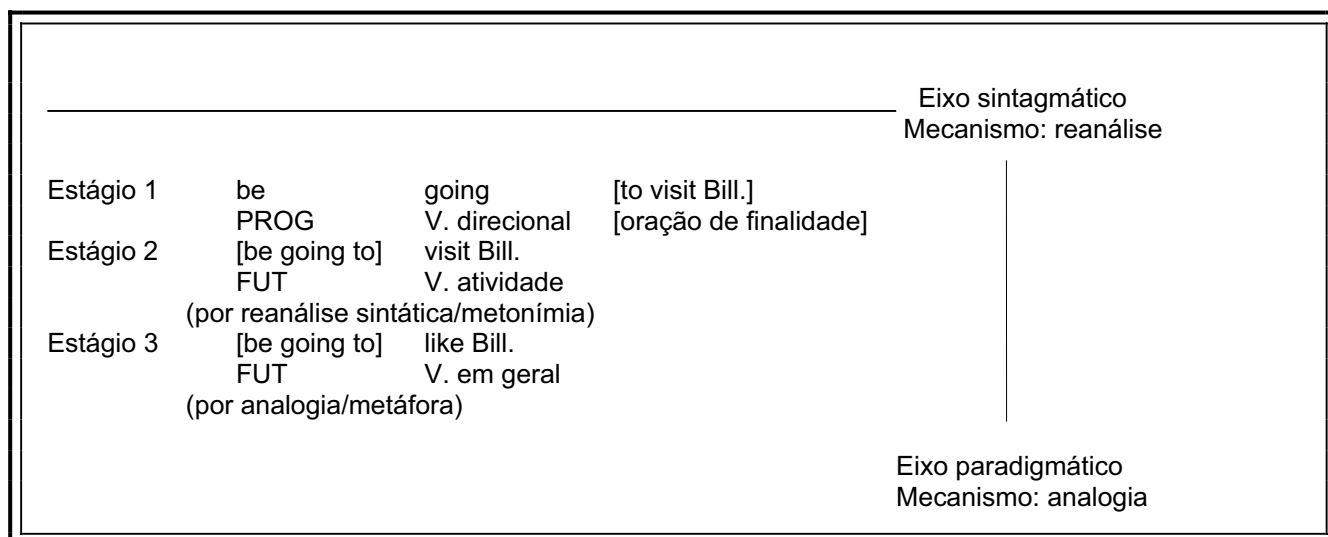 Eixo sintagmático
Mecanismo: reanálise
Estágio 1 be going [to visit Bill.]
PROG V. direcional [oração de finalidade]
Estágio 2 [be going to] visit Bill.
FUT V. atividade
(por reanálise sintática/metonímia)
Estágio 3 [be going to] like Bill.
FUT V. em geral
(por analogia/metáfora)
Eixo paradigmático
Mecanismo: analogia